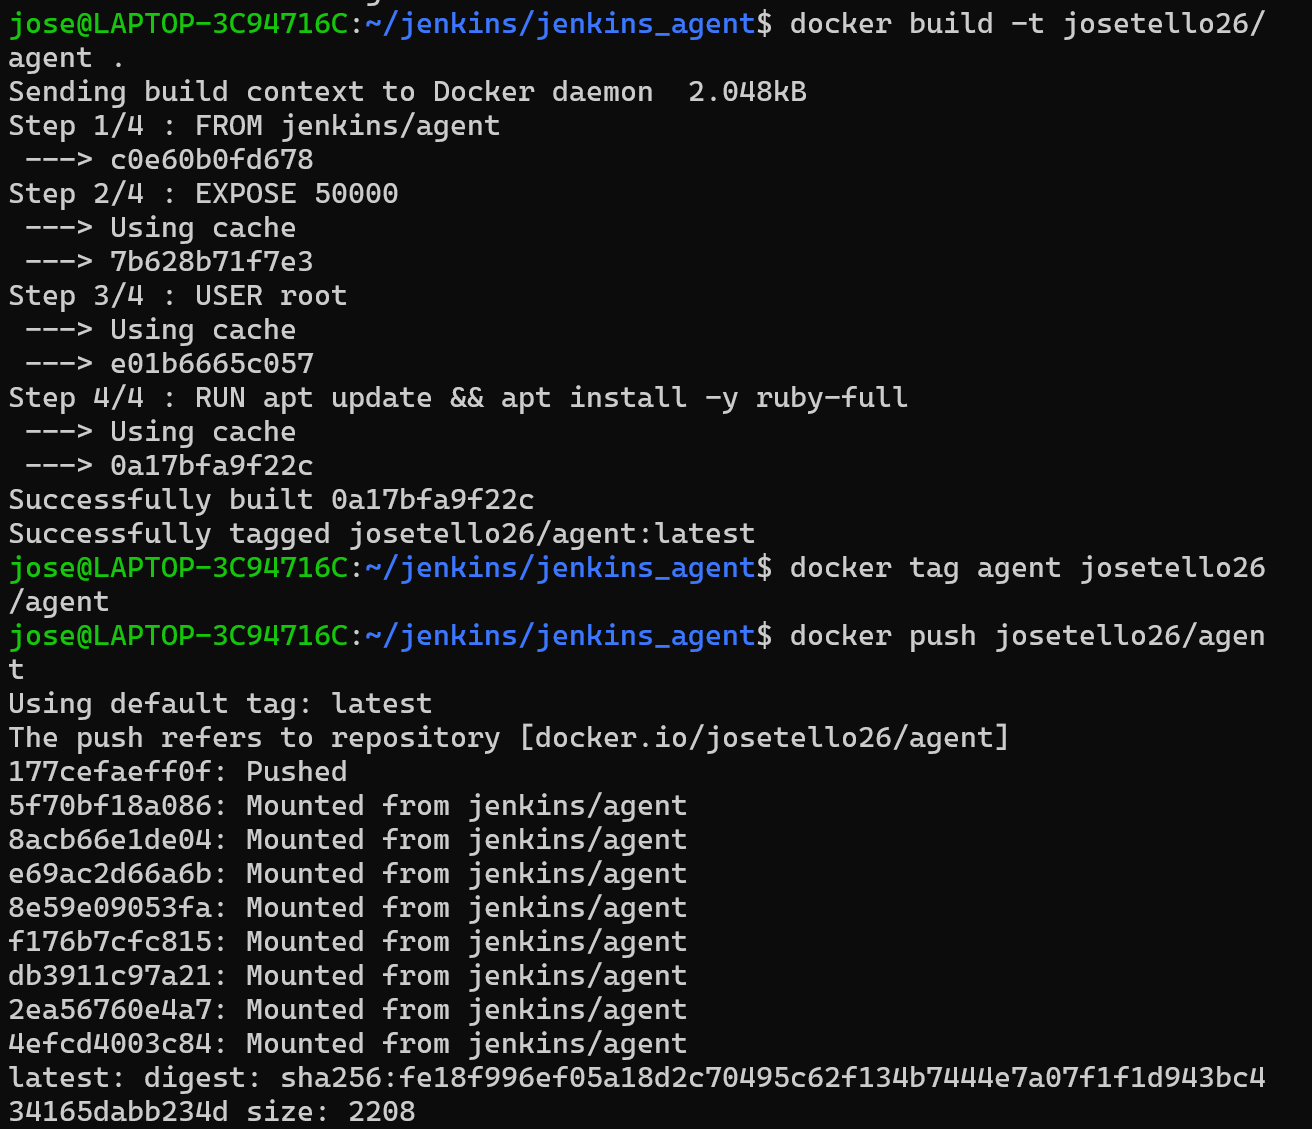 jose@LAPTOP-3C94716C:~/jenkins/jenkins_agent$ docker build -t josetello26/
agent .
Sending build context to Docker daemon  2.048kB
Step 1/4 : FROM jenkins/agent
 ---> c0e60b0fd678
Step 2/4 : EXPOSE 50000
 ---> Using cache
 ---> 7b628b71f7e3
Step 3/4 : USER root
 ---> Using cache
 ---> e01b6665c057
Step 4/4 : RUN apt update && apt install -y ruby-full
 ---> Using cache
 ---> 0a17bfa9f22c
Successfully built 0a17bfa9f22c
Successfully tagged josetello26/agent:latest
jose@LAPTOP-3C94716C:~/jenkins/jenkins_agent$ docker tag agent josetello26
/agent
jose@LAPTOP-3C94716C:~/jenkins/jenkins_agent$ docker push josetello26/agen
t
Using default tag: latest
The push refers to repository [docker.io/josetello26/agent]
177cefaeff0f: Pushed
5f70bf18a086: Mounted from jenkins/agent
8acb66e1de04: Mounted from jenkins/agent
e69ac2d66a6b: Mounted from jenkins/agent
8e59e09053fa: Mounted from jenkins/agent
f176b7cfc815: Mounted from jenkins/agent
db3911c97a21: Mounted from jenkins/agent
2ea56760e4a7: Mounted from jenkins/agent
4efcd4003c84: Mounted from jenkins/agent
latest: digest: sha256:fe18f996ef05a18d2c70495c62f134b7444e7a07f1f1d943bc4
34165dabb234d size: 2208